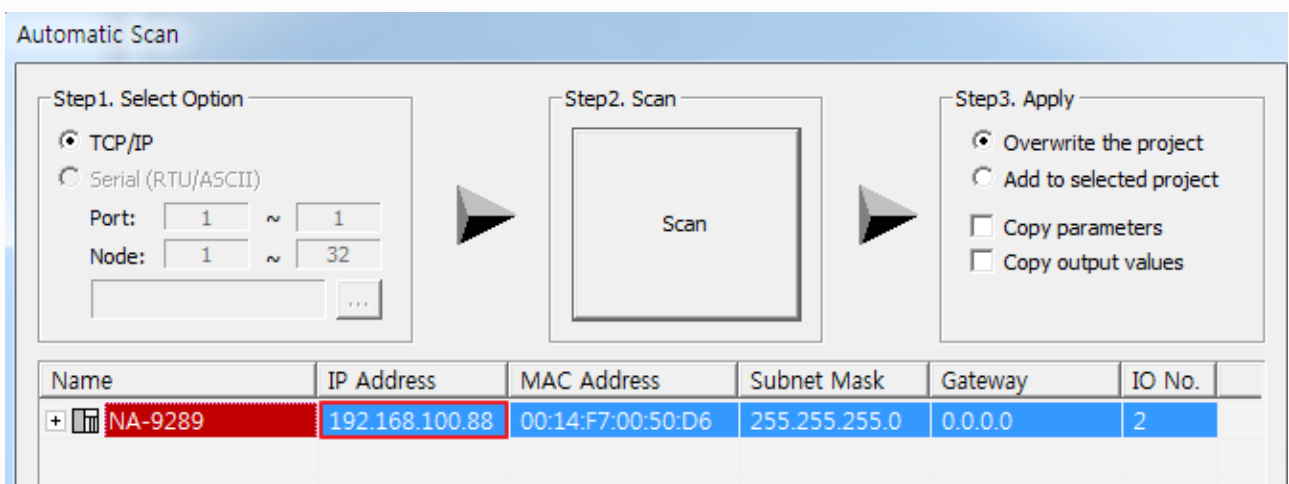 Automatic Scan
Step1. Select Option
TCP/IP
Serial (RTU/ASCII)
Port: 1 ~ 1
Node: 1 ~ 32
...
Step2. Scan
Scan
Step3. Apply
Overwrite the project
Add to selected project
Copy parameters
Copy output values
Name IP Address MAC Address Subnet Mask Gateway IO No.
NA-9289 192.168.100.88 00:14:F7:00:50:D6 255.255.255.0 0.0.0.0 2